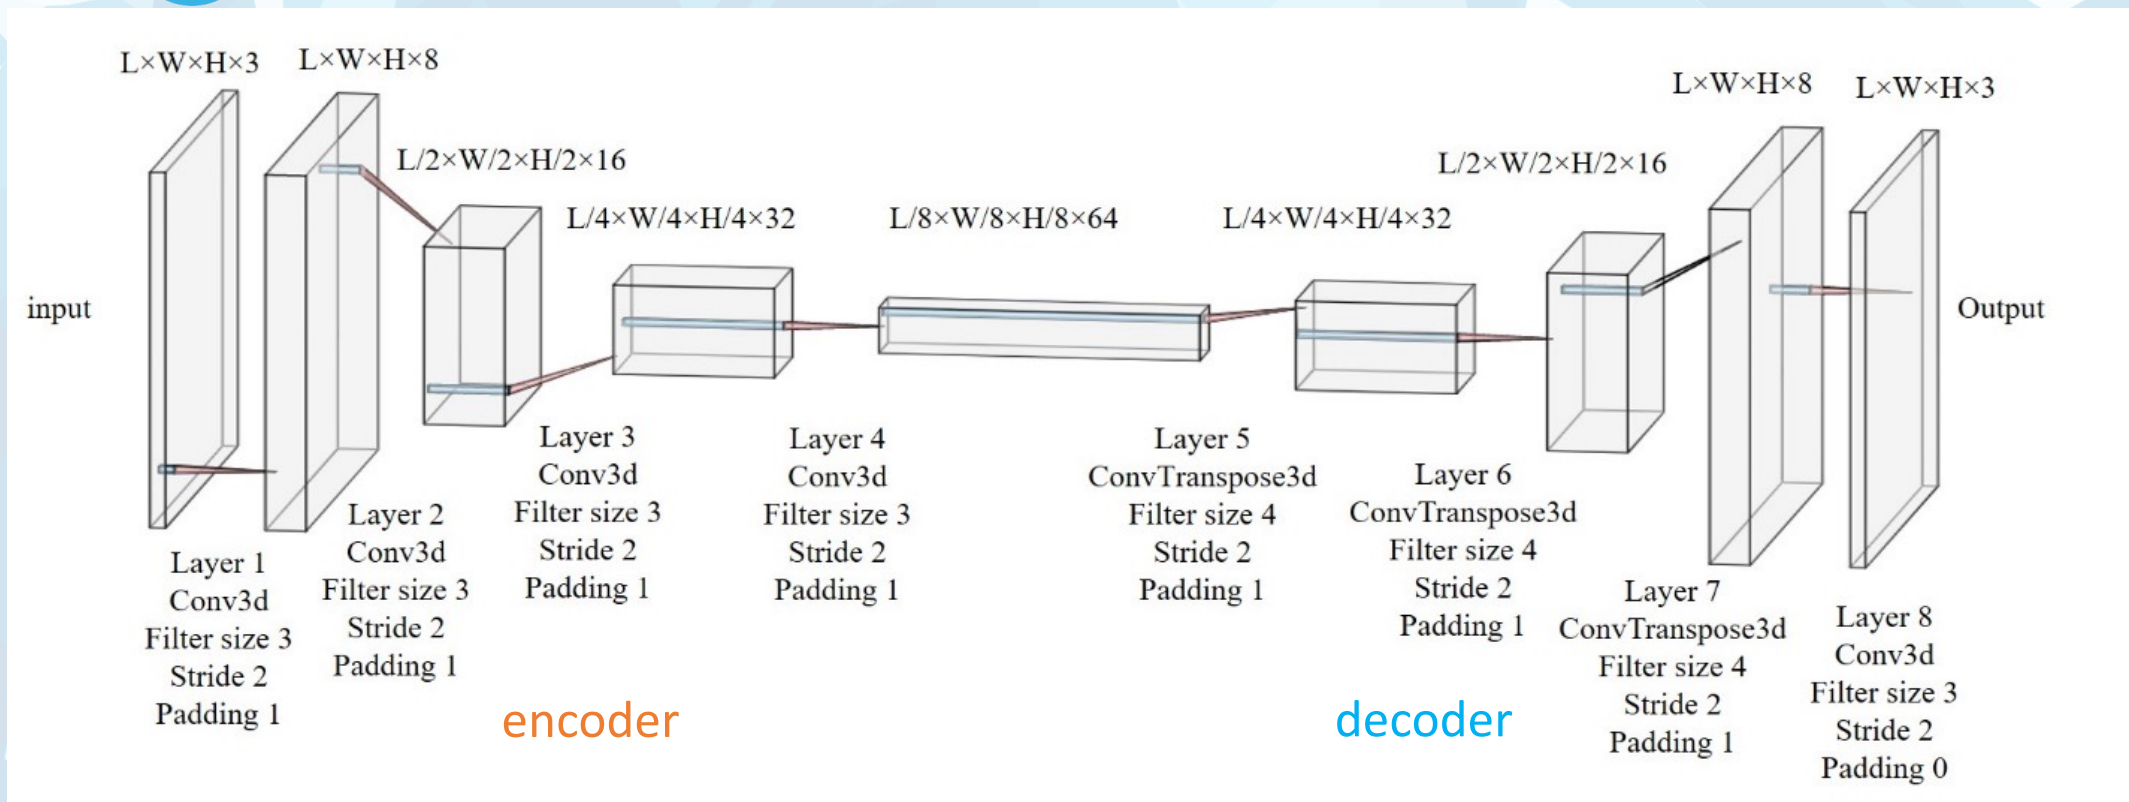 L×W×H×3
L×W×H×8
L/2×W/2×H/2×16
L/4×W/4×H/4×32
L/8×W/8×H/8×64
L/4×W/4×H/4×32
L/2×W/2×H/2×16
L×W×H×8
L×W×H×3
input
Output
Layer 1
Conv3d
Filter size 3
Stride 2
Padding 1
Layer 2
Conv3d
Filter size 3
Stride 2
Padding 1
Layer 3
Conv3d
Filter size 3
Stride 2
Padding 1
Layer 4
Conv3d
Filter size 3
Stride 2
Padding 1
Layer 5
ConvTranspose3d
Filter size 4
Stride 2
Padding 1
Layer 6
ConvTranspose3d
Filter size 4
Stride 2
Padding 1
Layer 7
ConvTranspose3d
Filter size 4
Stride 2
Padding 1
Layer 8
Conv3d
Filter size 3
Stride 2
Padding 0
encoder
decoder